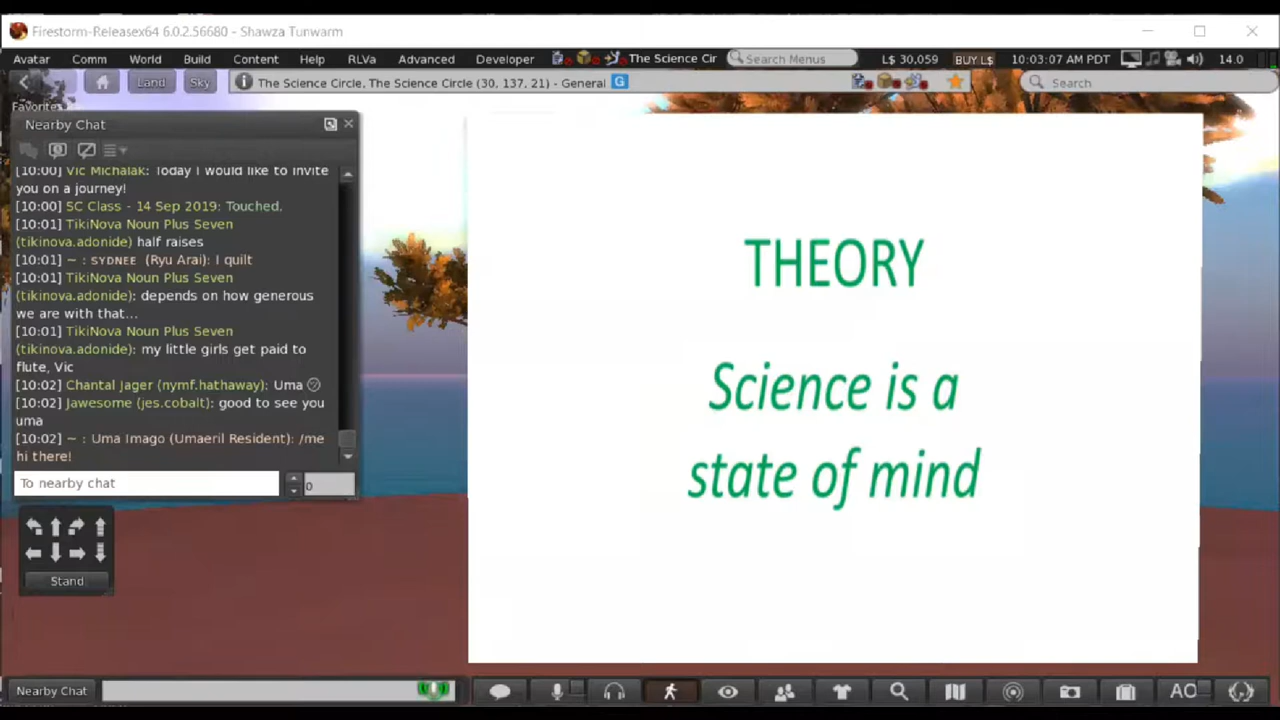 Firestorm-Releasex64 6.0.2.56680 - Shawza Tunwarm
Avatar Comm World Build Content Help RLVa Advanced Developer The Science Cir Search Menus L$ 30,059 BUY L$ 10:03:07 AM PDT 14.0
Land Sky The Science Circle, The Science Circle (30, 137, 21) - General G Search
Favorites
Nearby Chat
[10:00] Vic Michalak: Today I would like to invite
you on a journey!
[10:00] SC Class - 14 Sep 2019: Touched.
[10:01] TikiNova Noun Plus Seven
(tikinova.adonide) half raises
[10:01] ~ : SYDNEE (Ryu Arai): I quilt
[10:01] TikiNova Noun Plus Seven
(tikinova.adonide): depends on how generous
we are with that...
[10:01] TikiNova Noun Plus Seven
(tikinova.adonide): my little girls get paid to
flute, Vic
[10:02] Chantal Jager (nymf.hathaway): Uma
[10:02] Jawesome (jes.cobalt): good to see you
uma
[10:02] ~ : Uma Imago (Umaeril Resident): /me
hi there!
To nearby chat 0
Stand
THEORY
Science is a
state of mind
Nearby Chat AO